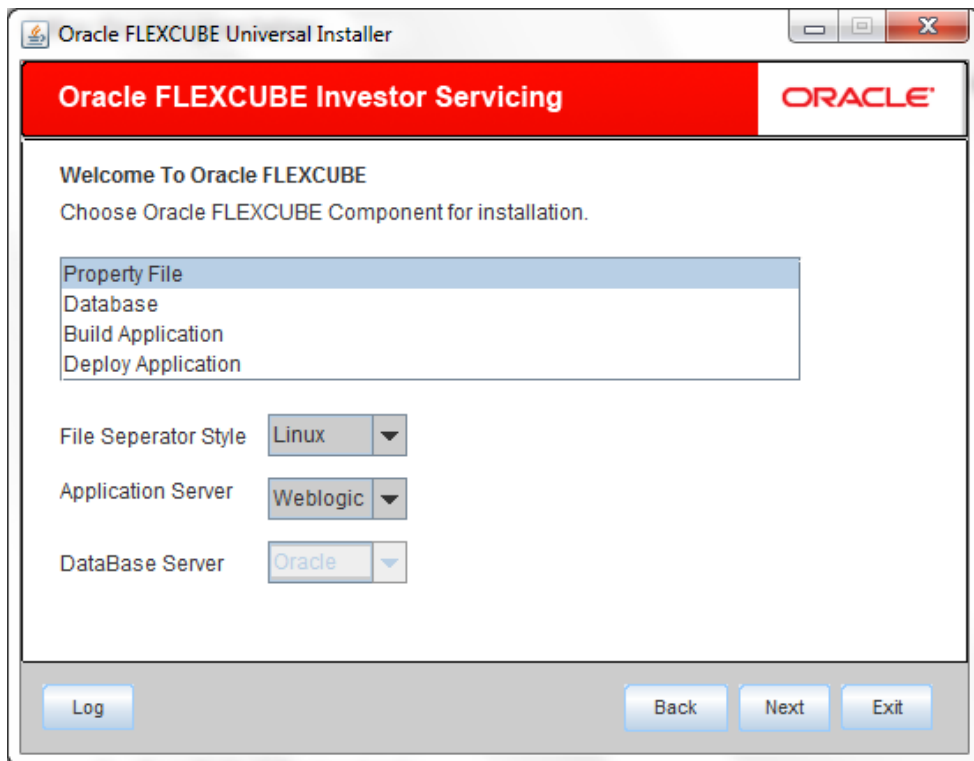 Oracle FLEXCUBE Universal Installer
Oracle FLEXCUBE Investor Servicing
ORACLE
Welcome To Oracle FLEXCUBE
Choose Oracle FLEXCUBE Component for installation.
Property File
Database
Build Application
Deploy Application
File Seperator Style Linux
Application Server Weblogic
DataBase Server Oracle
Log Back Next Exit